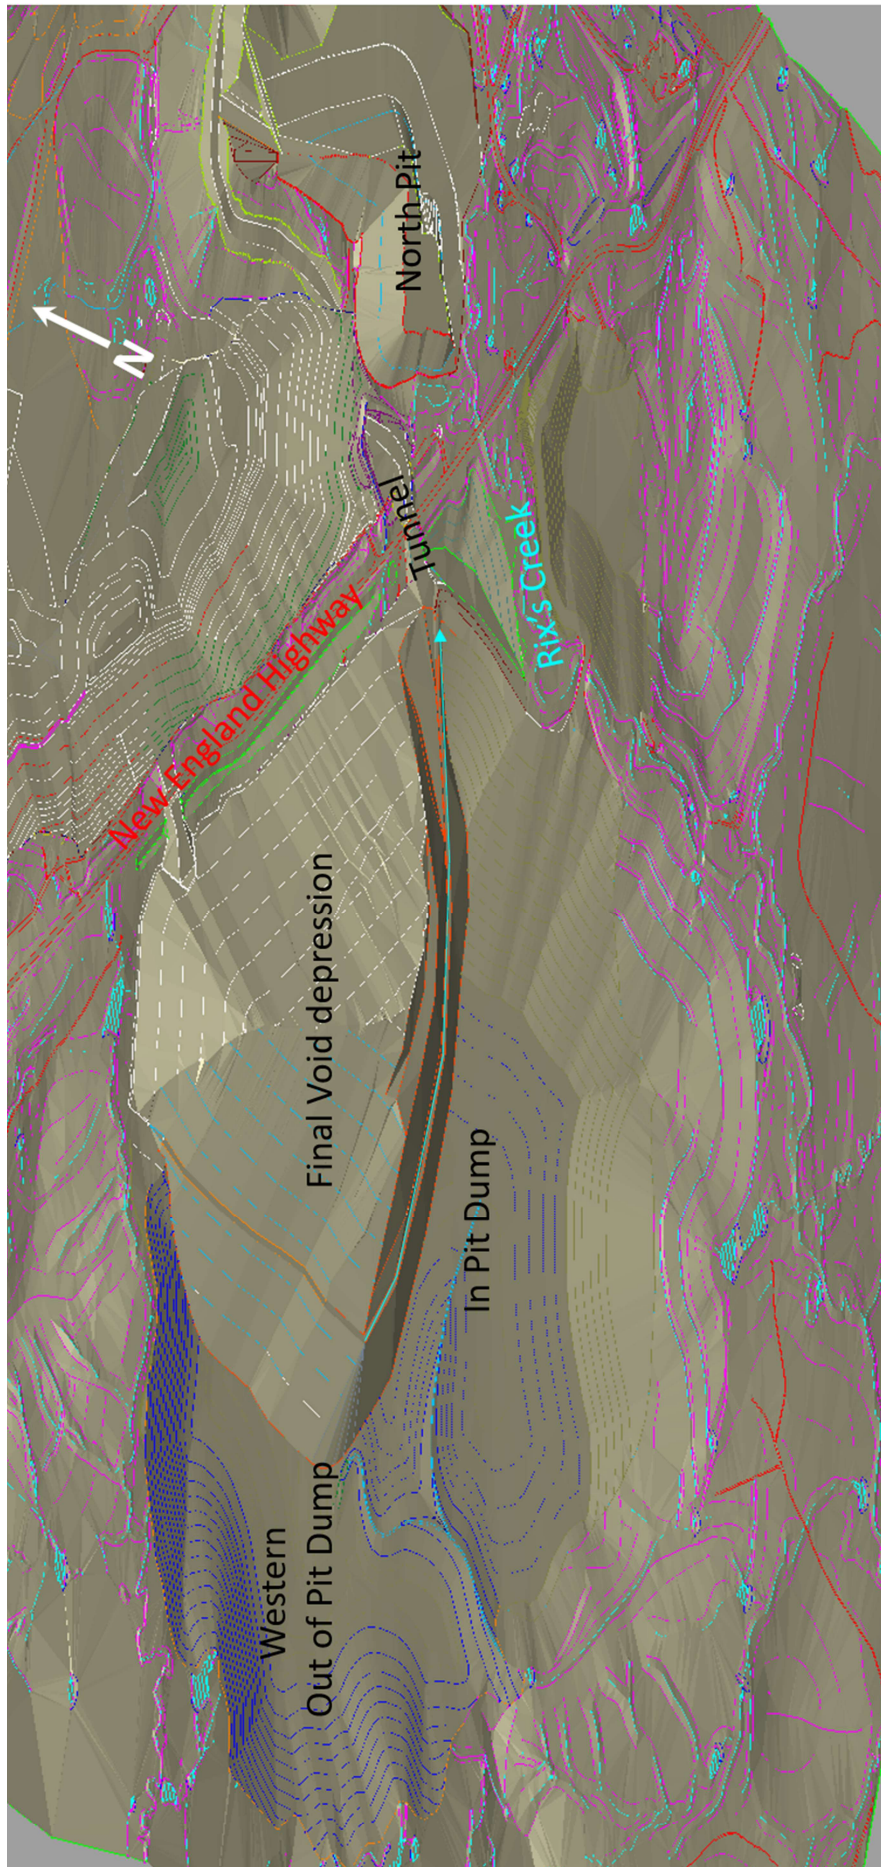 N
North Pit
Tunnel
New England Highway
Rix's Creek
Final Void depression
In Pit Dump
Western
Out of Pit Dump